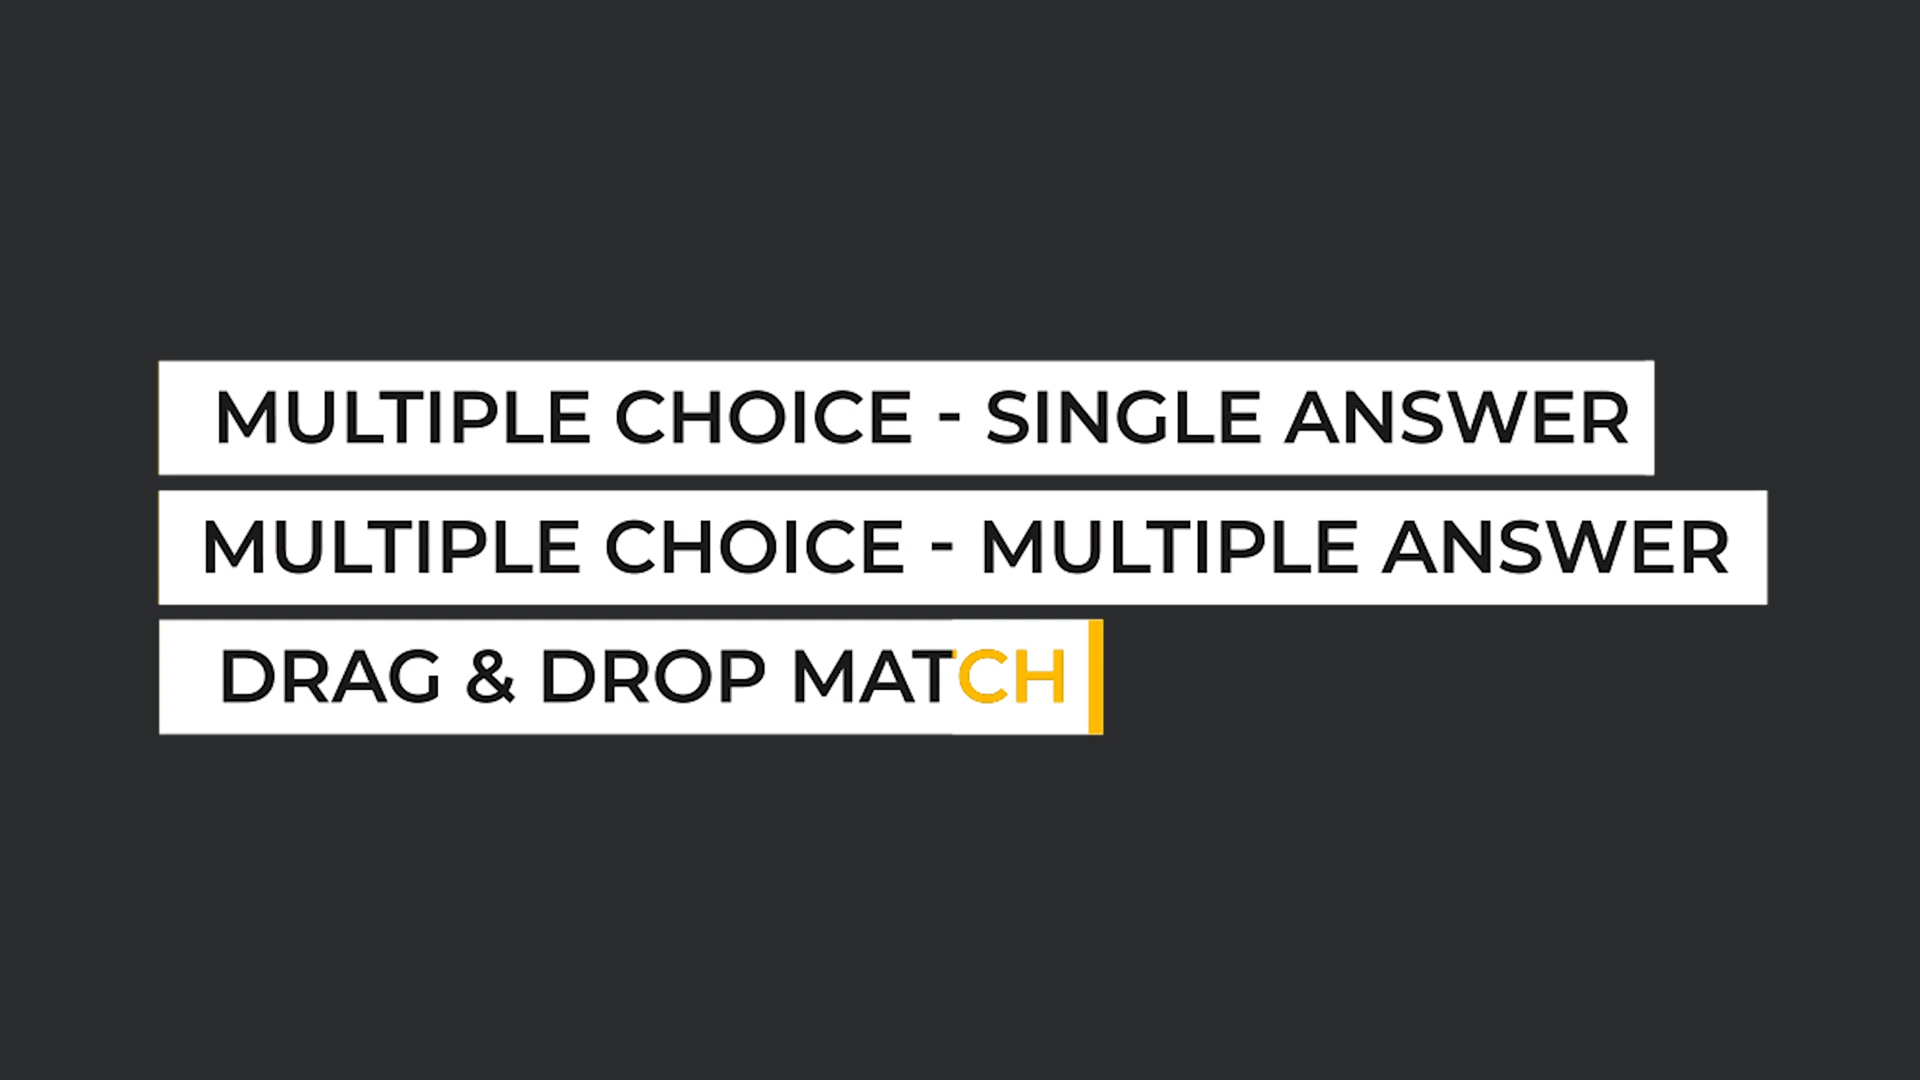 MULTIPLE CHOICE - SINGLE ANSWER
MULTIPLE CHOICE - MULTIPLE ANSWER
DRAG & DROP MATCH